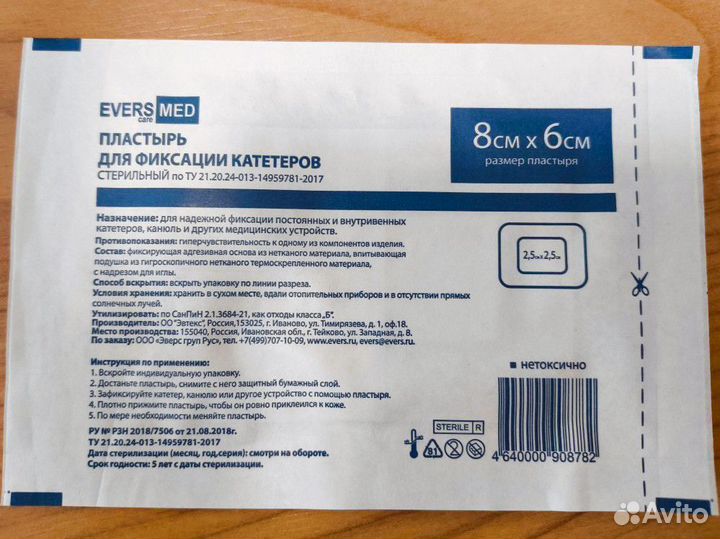 EVERS MED
care
ПЛАСТЫРЬ
ДЛЯ ФИКСАЦИИ КАТЕТЕРОВ
СТЕРИЛЬНЫЙ по ТУ 21.20.24-013-14959781-2017
8см х 6см
размер пластыря
Назначение: для надежной фиксации постоянных и внутривенных
катетеров, канюль и других медицинских устройств.
Противопоказания: гиперчувствительность к одному из компонентов изделия.
Состав: фиксирующая адгезивная основа из нетканого материала, впитывающая
подушка из гигроскопичного нетканого термоскрепленного материала,
с надрезом для иглы.
Способ вскрытия: вскрыть упаковку по линии разреза.
Условия хранения: хранить в сухом месте, вдали отопительных приборов и в отсутствии прямых
солнечных лучей.
Утилизировать: по СанПиН 2.1.3684-21, как отходы класса „Б".
Производитель: ОО "Эвтекс", Россия,153025, г. Иваново, ул. Тимирязева, д. 1, оф.18.
Место производства: 155040, Россия, Ивановская обл., г. Тейково, ул. Западная, д. 8.
По заказу: ООО «Эверс груп Рус», тел. +7(499)707-10-09, www.evers.ru, evers@evers.ru.
2,5см х 2,5см
Инструкция по применению:
1. Вскройте индивидуальную упаковку.
2. Достаньте пластырь, снимите с него защитный бумажный слой.
3. Зафиксируйте катетер, канюлю или другое устройство с помощью пластыря.
4. Плотно прижмите пластырь, чтобы он ровно приклеился к коже.
5. По мере необходимости меняйте пластырь.
РУ № РЗН 2018/7506 от 21.08.2018г.
ТУ 21.20.24-013-14959781-2017
Дата стерилизации (месяц, год,серия): смотри на обороте.
Срок годности: 5 лет с даты стерилизации.
нетоксично
STERILE R
81
2
4 640000 908782
Avito